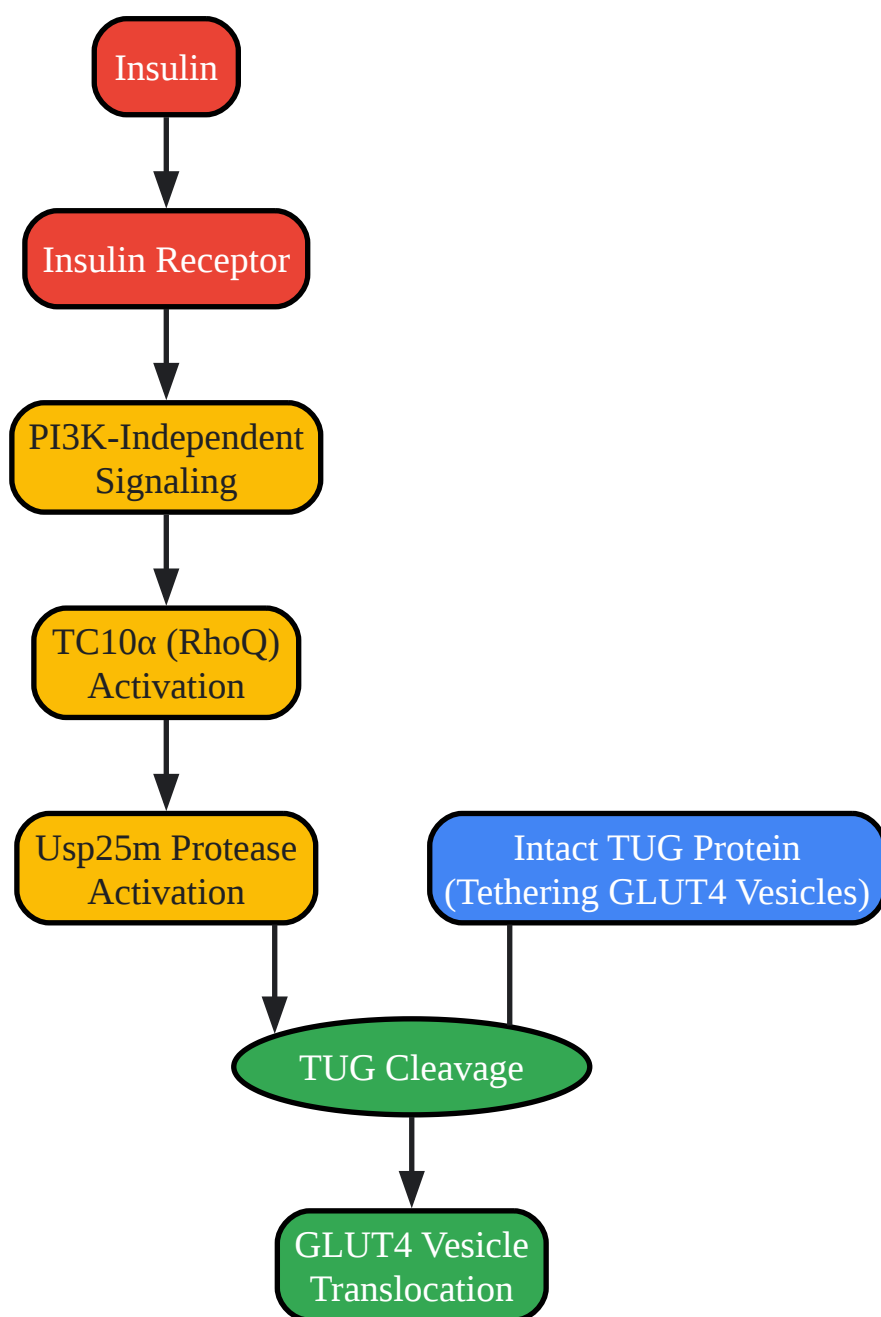 Insulin
Insulin Receptor
PI3K-Independent
Signaling
TC10α (RhoQ)
Activation
Usp25m Protease
Activation
Intact TUG Protein
(Tethering GLUT4 Vesicles)
TUG Cleavage
GLUT4 Vesicle
Translocation